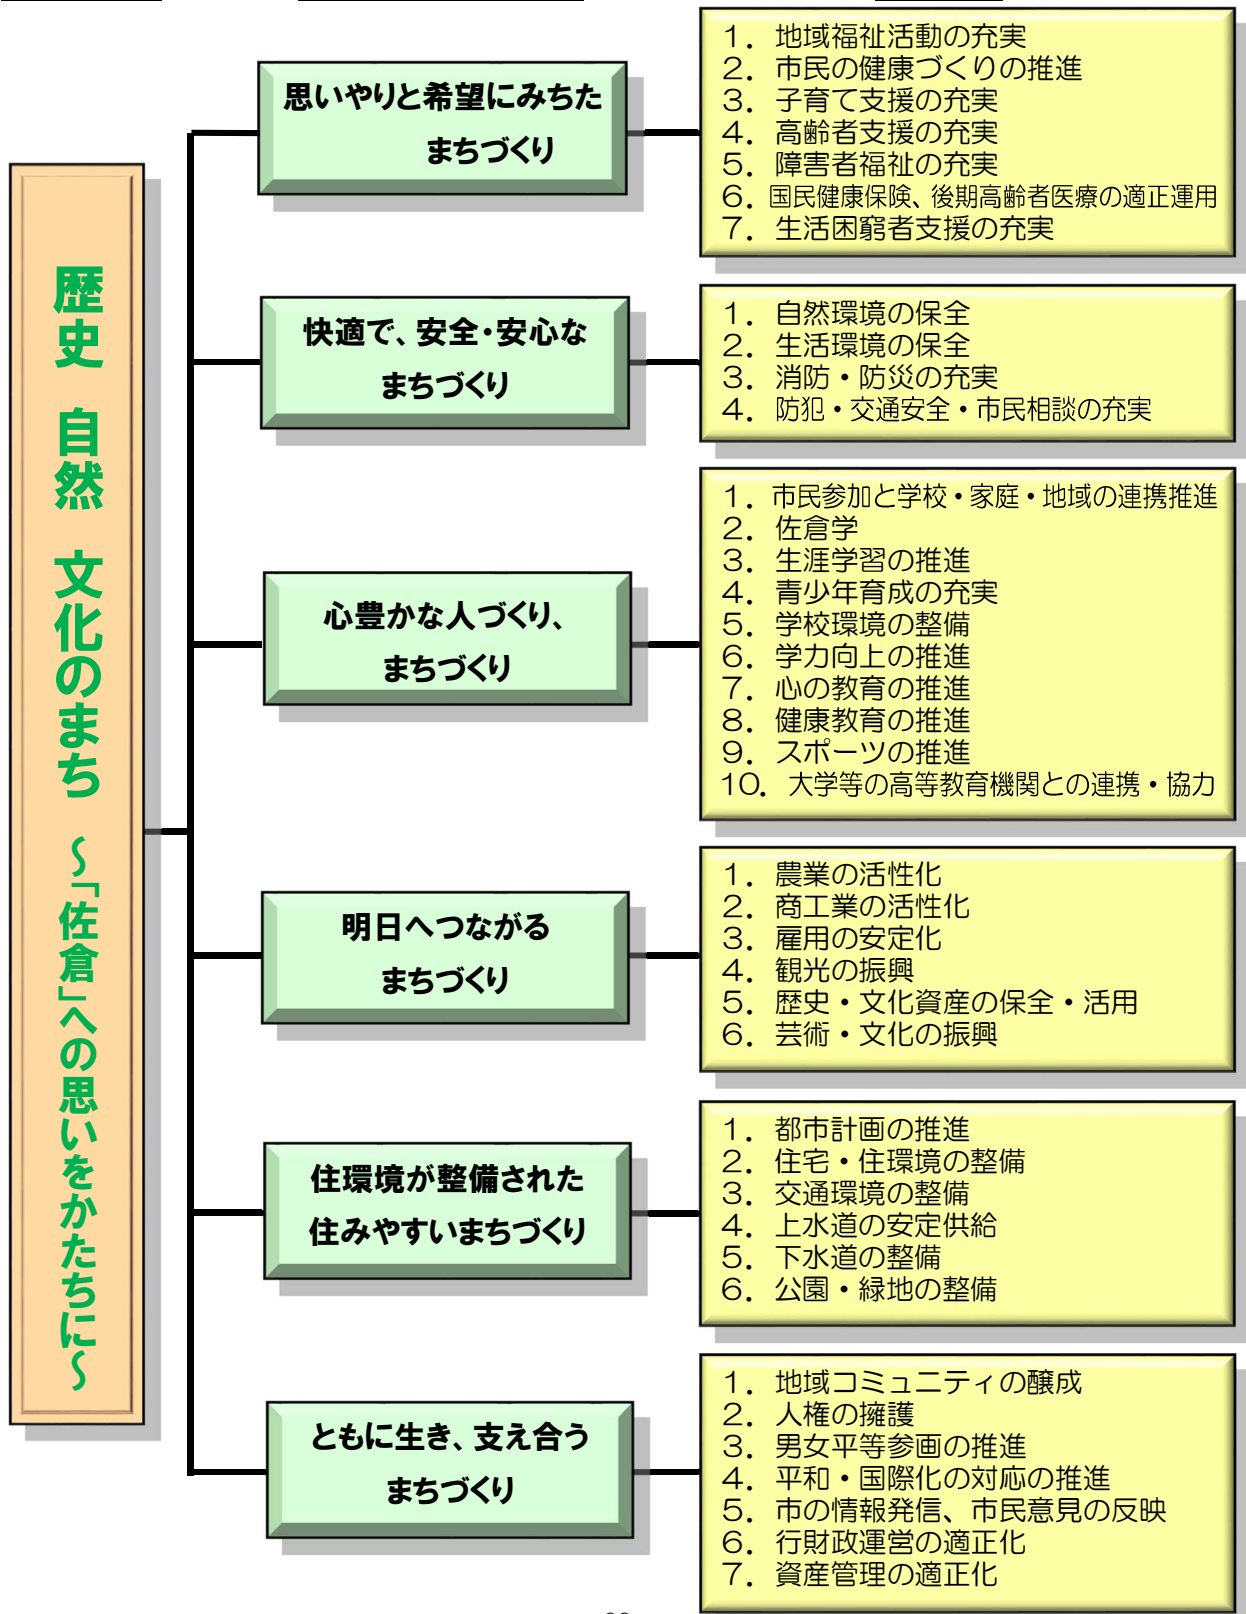 歴史　自然　文化のまち　～「佐倉」への思いをかたちに～
思いやりと希望にみちた
まちづくり
1．地域福祉活動の充実
2．市民の健康づくりの推進
3．子育て支援の充実
4．高齢者支援の充実
5．障害者福祉の充実
6．国民健康保険、後期高齢者医療の適正運用
7．生活困窮者支援の充実
快適で、安全・安心な
まちづくり
1．自然環境の保全
2．生活環境の保全
3．消防・防災の充実
4．防犯・交通安全・市民相談の充実
心豊かな人づくり、
まちづくり
1．市民参加と学校・家庭・地域の連携推進
2．佐倉学
3．生涯学習の推進
4．青少年育成の充実
5．学校環境の整備
6．学力向上の推進
7．心の教育の推進
8．健康教育の推進
9．スポーツの推進
10．大学等の高等教育機関との連携・協力
明日へつながる
まちづくり
1．農業の活性化
2．商工業の活性化
3．雇用の安定化
4．観光の振興
5．歴史・文化資産の保全・活用
6．芸術・文化の振興
住環境が整備された
住みやすいまちづくり
1．都市計画の推進
2．住宅・住環境の整備
3．交通環境の整備
4．上水道の安定供給
5．下水道の整備
6．公園・緑地の整備
ともに生き、支え合う
まちづくり
1．地域コミュニティの醸成
2．人権の擁護
3．男女平等参画の推進
4．平和・国際化の対応の推進
5．市の情報発信、市民意見の反映
6．行財政運営の適正化
7．資産管理の適正化